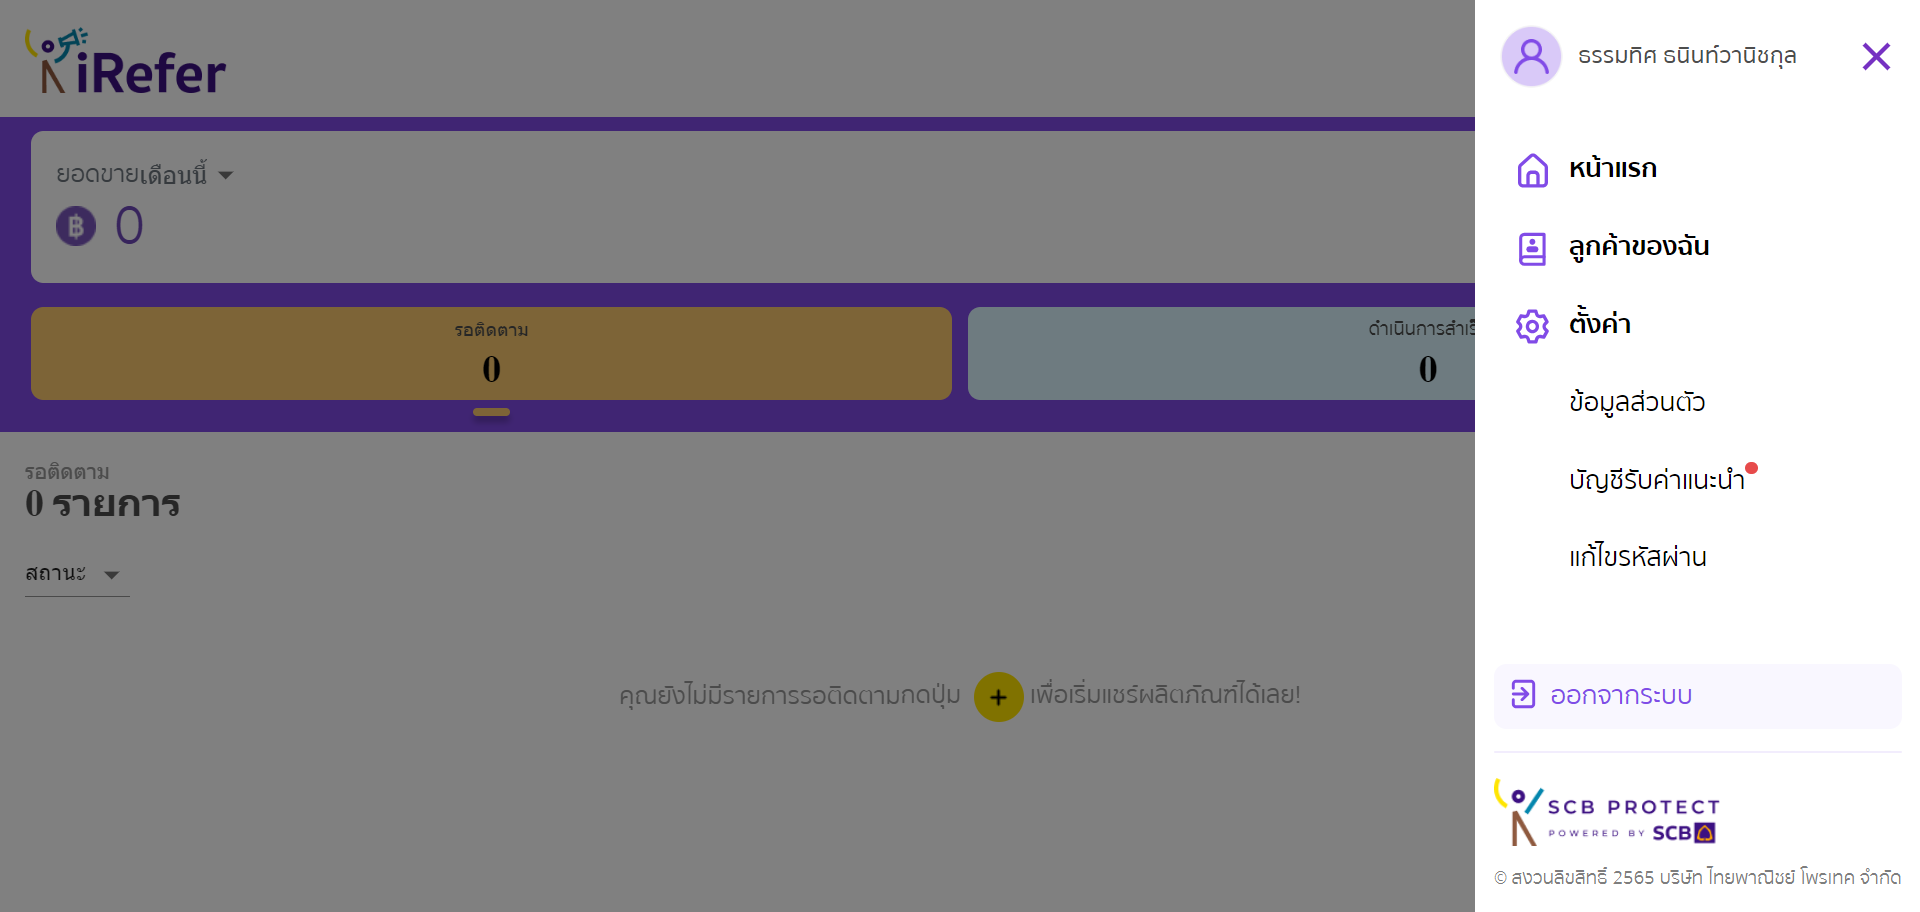 iRefer
ยอดขายเดือนนี้
฿ 0
รอติดตาม
0
ดำเนินการสำเร็
0
รอติดตาม
0 รายการ
สถานะ
คุณยังไม่มีรายการรอติดตามกดปุ่ม + เพื่อเริ่มแชร์ผลิตภัณฑ์ได้เลย!
ธรรมทิศ ธนินท์วานิชกุล
หน้าแรก
ลูกค้าของฉัน
ตั้งค่า
ข้อมูลส่วนตัว
บัญชีรับค่าแนะนำ
แก้ไขรหัสผ่าน
ออกจากระบบ
SCB PROTECT
POWERED BY SCB
© สงวนลิขสิทธิ์ 2565 บริษัท ไทยพาณิชย์ โพรเทค จำกัด